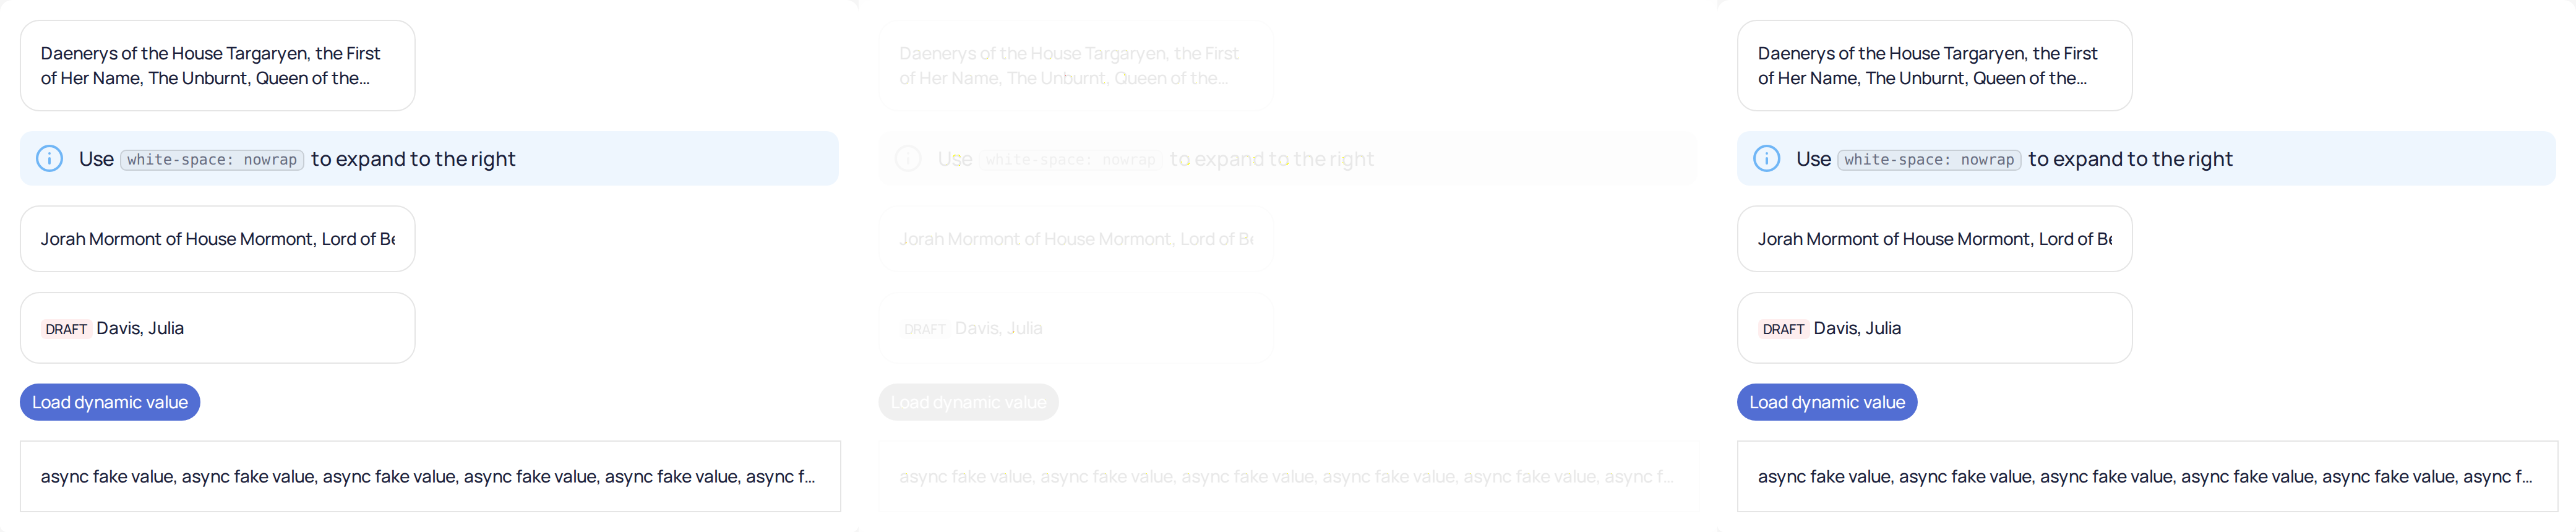 Daenerys of the House Targaryen, the First
of Her Name, The Unburnt, Queen of the...
Use white-space: nowrap to expand to the right
Jorah Mormont of House Mormont, Lord of Be
DRAFT Davis, Julia
Load dynamic value
async fake value, async fake value, async fake value, async fake value, async fake value, async f...
Daenerys of the House Targaryen, the First
of Her Name, The Unburnt, Queen of the...
Use white-space: nowrap to expand to the right
Jorah Mormont of House Mormont, Lord of Be
DRAFT Davis, Julia
Load dynamic value
async fake value, async fake value, async fake value, async fake value, async fake value, async f...
Daenerys of the House Targaryen, the First
of Her Name, The Unburnt, Queen of the...
Use white-space: nowrap to expand to the right
Jorah Mormont of House Mormont, Lord of Be
DRAFT Davis, Julia
Load dynamic value
async fake value, async fake value, async fake value, async fake value, async fake value, async f...